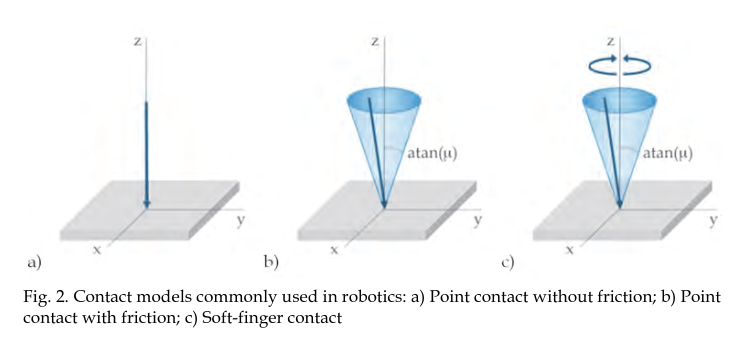 z
z
z
atan(μ)
atan(μ)
y
y
y
x
x
x
a)
b)
c)
Fig. 2. Contact models commonly used in robotics: a) Point contact without friction; b) Point
contact with friction; c) Soft-finger contact